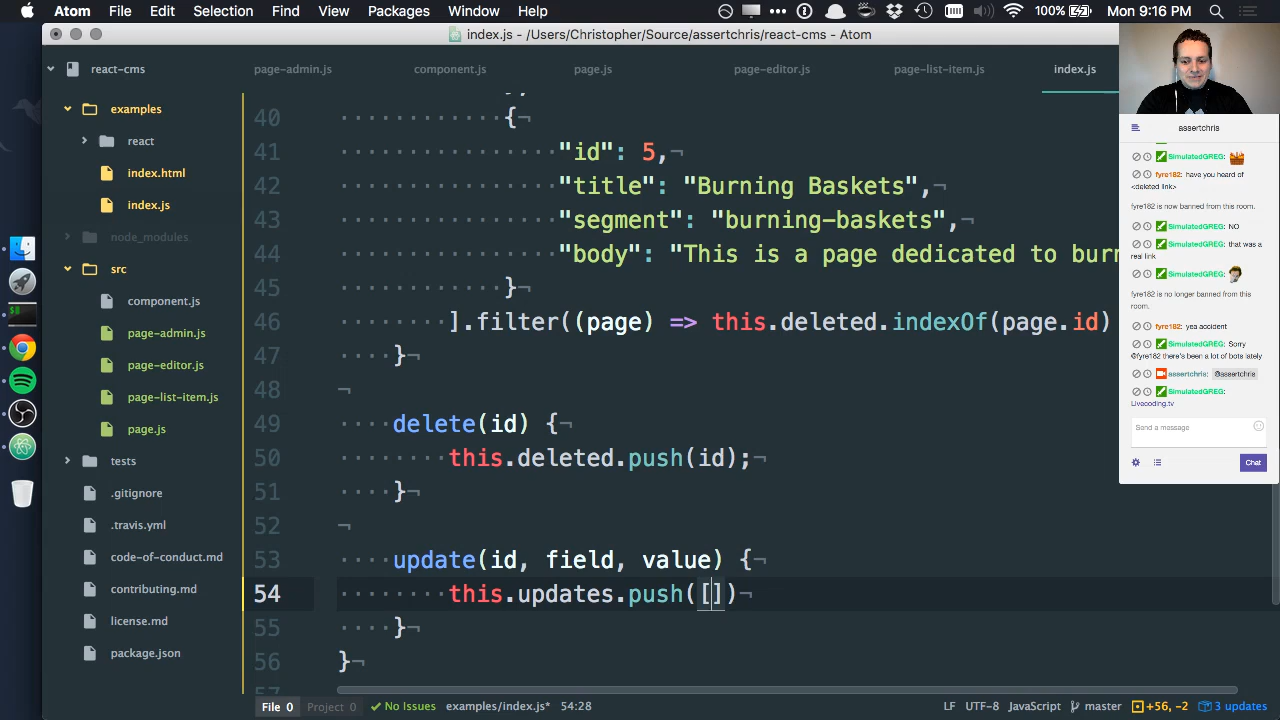 Atom File Edit Selection Find View Packages Window Help 100% Mon 9:16 PM
index.js - /Users/Christopher/Source/assertchris/react-cms - Atom
react-cms
page-admin.js component.js page.js page-editor.js page-list-item.js index.js
examples
react
index.html
index.js
node_modules
src
component.js
page-admin.js
page-editor.js
page-list-item.js
page.js
tests
.gitignore
.travis.yml
code-of-conduct.md
contributing.md
license.md
package.json
40 ············{¬
41 ················"id": 5,¬
42 ················"title": "Burning Baskets",¬
43 ················"segment": "burning-baskets",¬
44 ················"body": "This is a page dedicated to burn
45 ············}¬
46 ········].filter((page) => this.deleted.indexOf(page.id)
47 ····}¬
48 ¬
49 ····delete(id) {¬
50 ········this.deleted.push(id);¬
51 ····}¬
52 ¬
53 ····update(id, field, value) {¬
54 ········this.updates.push([])¬
55 ····}¬
56 }¬
57
File 0 Project 0 No Issues examples/index.js* 54:28 LF UTF-8 JavaScript master +56, -2 3 updates
assertchris
SimulatedGREG:
fyre182: have you heard of
<deleted link>
fyre182 is now banned from this room.
SimulatedGREG: NO
SimulatedGREG: that was a
real link
SimulatedGREG:
fyre182 is no longer banned from this
room.
fyre182: yea accident
SimulatedGREG: Sorry
@fyre182 there's been a lot of bots lately
assertchris: @assertchris
SimulatedGREG:
Livecoding.tv
Send a message
Chat